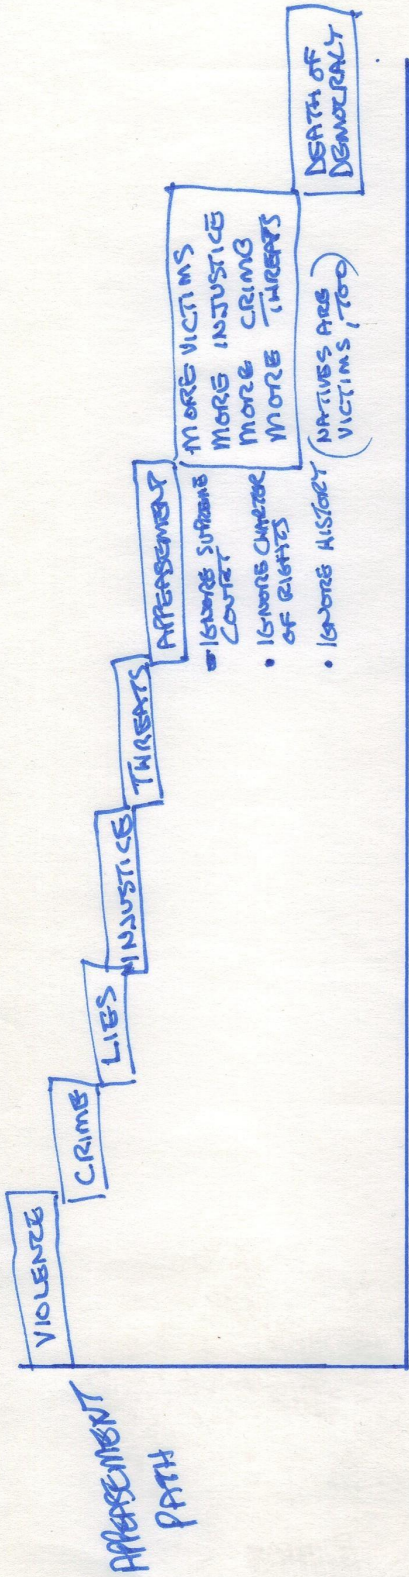 APPEASEMENT
PATH
VIOLENCE
CRIME
LIES
INJUSTICE
THREATS
APPEASEMENT
- IGNORE SUPREME
COURT
• IGNORE CHARTER
OF RIGHTS
• IGNORE HISTORY (NATIVES ARE
VICTIMS, TOO)
MORE VICTIMS
MORE INJUSTICE
MORE CRIME
MORE THREATS
DEATH OF
DEMOCRACY